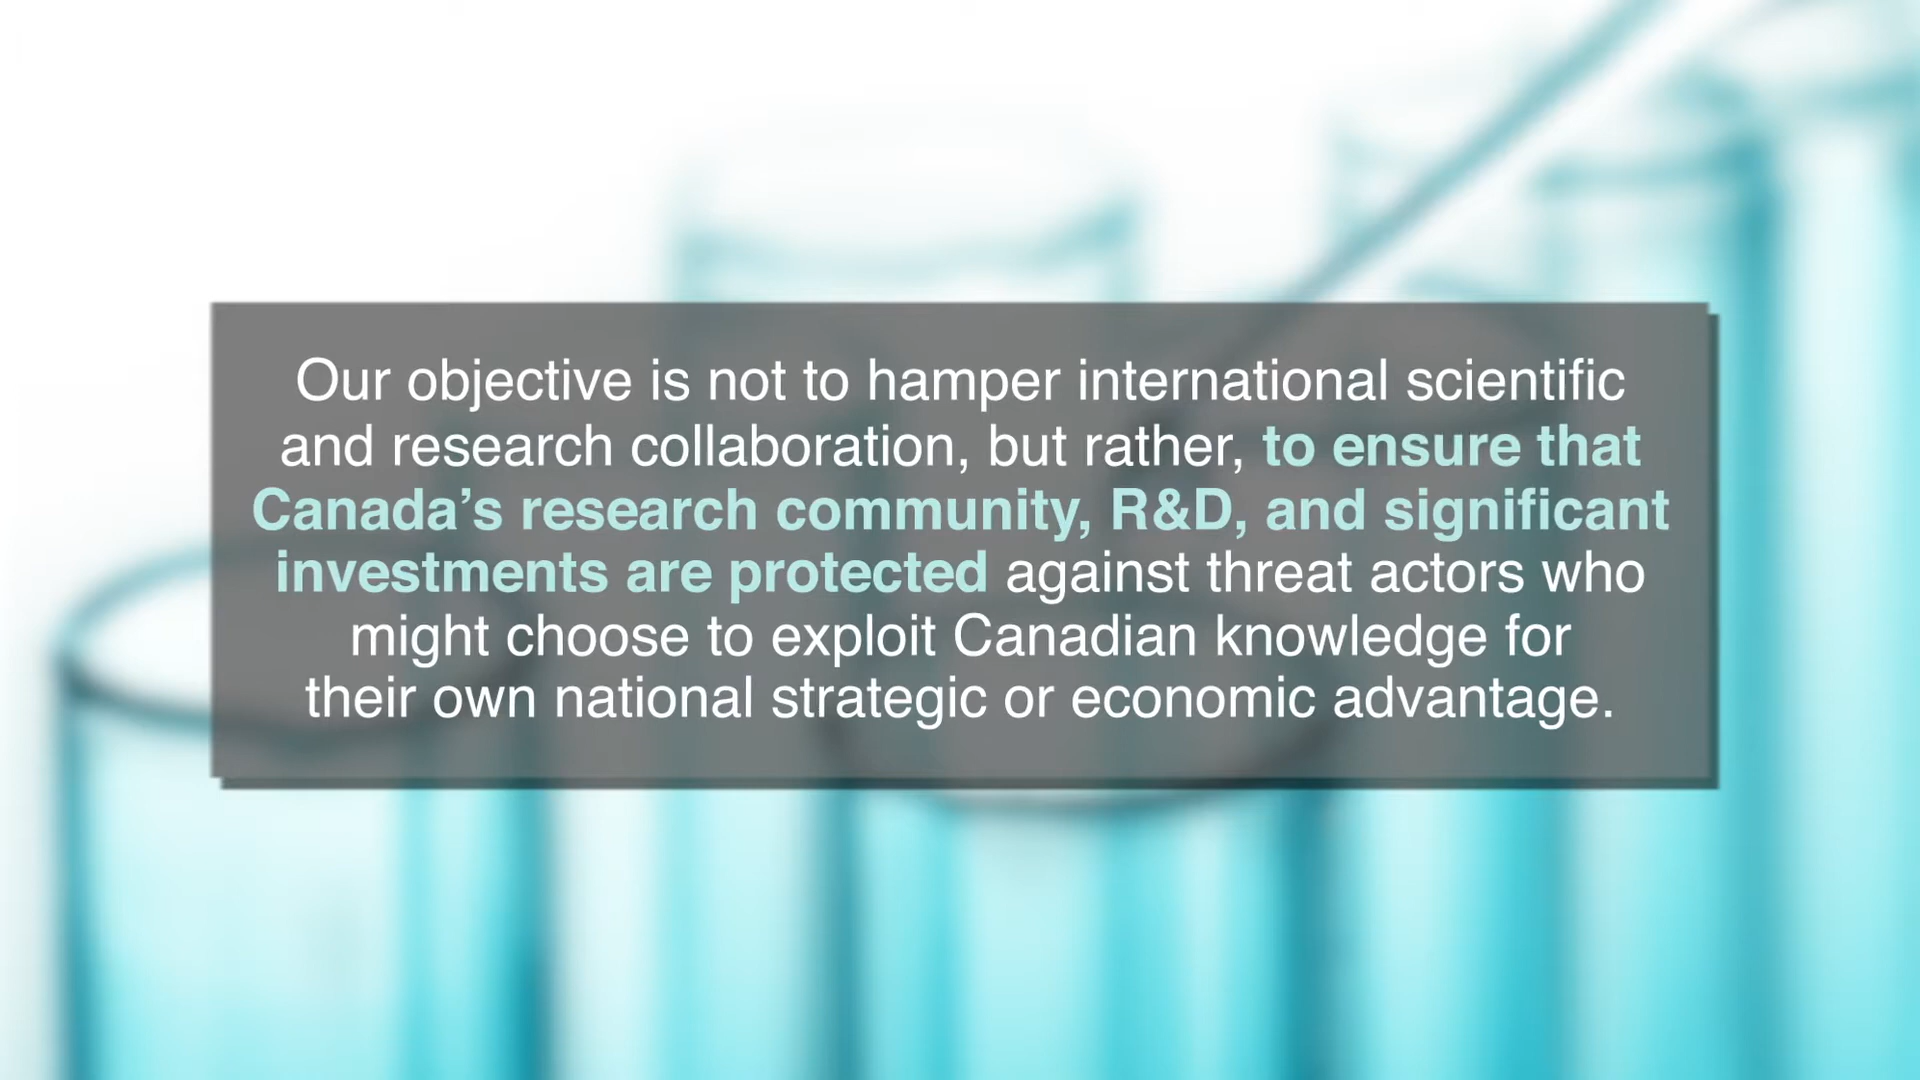 Our objective is not to hamper international scientific
and research collaboration, but rather, to ensure that
Canada’s research community, R&D, and significant
investments are protected against threat actors who
might choose to exploit Canadian knowledge for
their own national strategic or economic advantage.